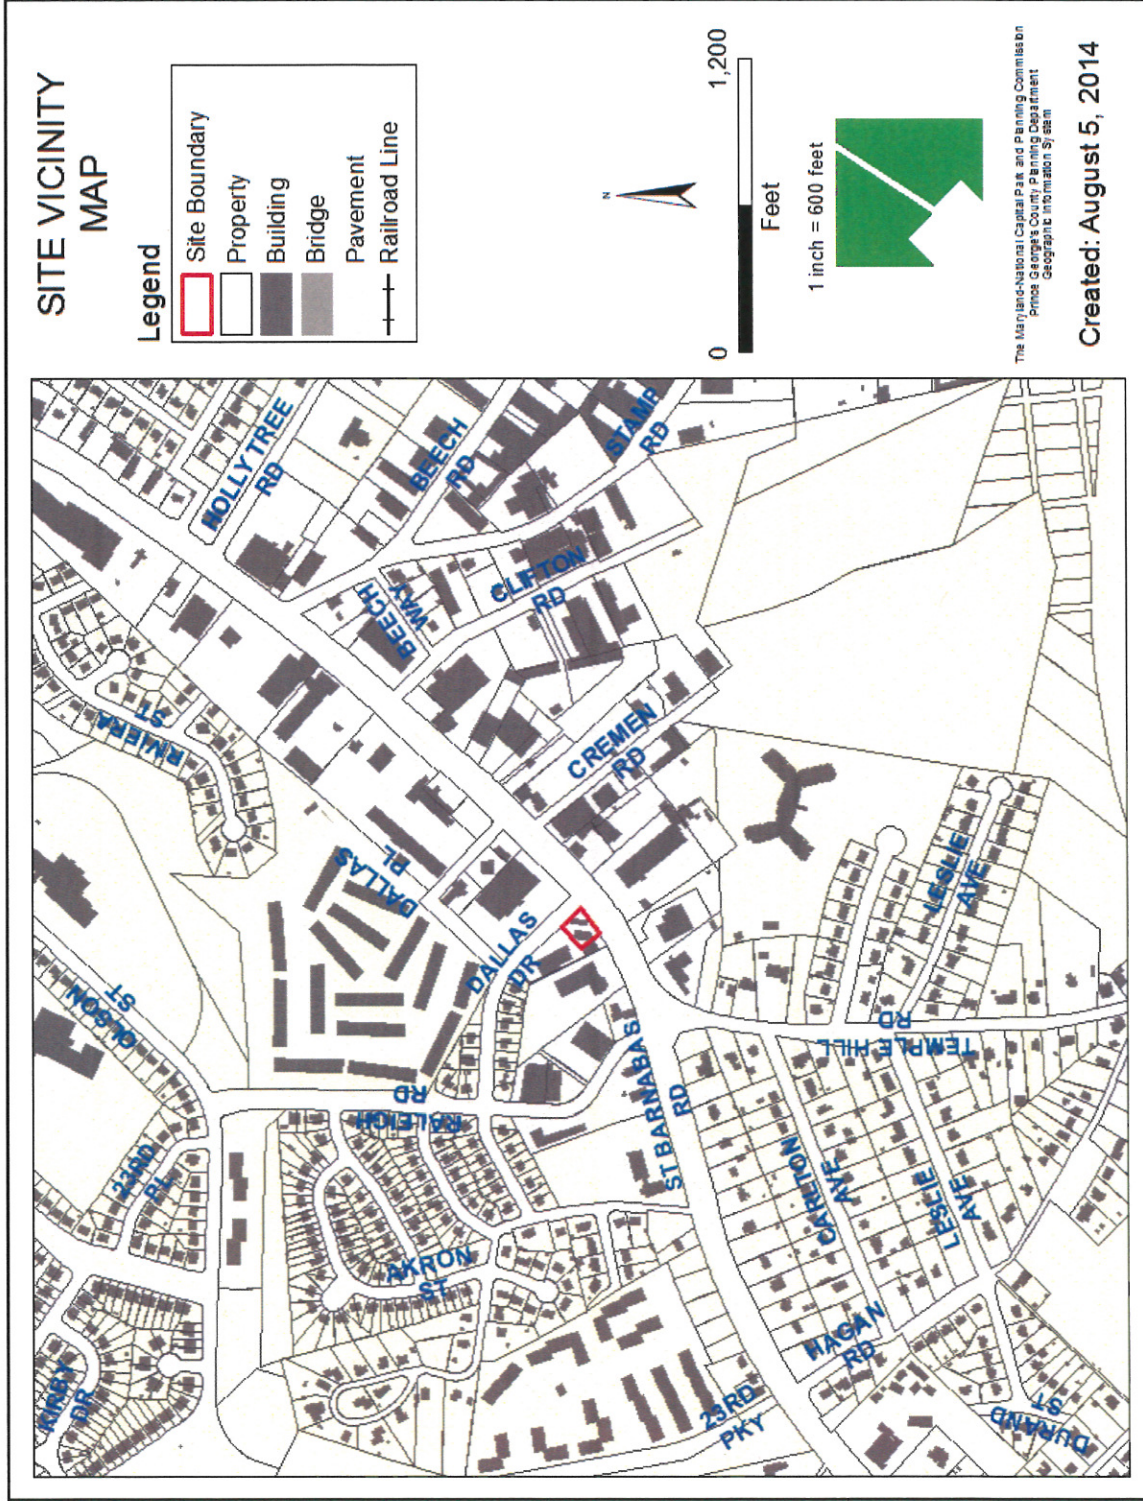 SITE VICINITY
MAP
Legend
Site Boundary
Property
Building
Bridge
Pavement
Railroad Line
N
0
1,200
Feet
1 inch = 600 feet
The Maryland-National Capital Park and Planning Commission
Prince George's County Planning Department
Geographic Information System
Created: August 5, 2014
KIRBY
DR
23RD
PL
OLSON
ST
RIVIERA
ST
HOLLY TREE
RD
BEECH
RD
BEECH
WAY
CLIFTON
RD
STAMP
RD
CREMEN
RD
DALLAS
PL
DALLAS
DR
RALEIGH
RD
AKRON
ST
ST BARNABAS
RD
TEMPLE HILL
RD
LESLIE
AVE
CARLTON
AVE
LESLIE
AVE
HAGAN
RD
23RD
PKY
DURAND
ST